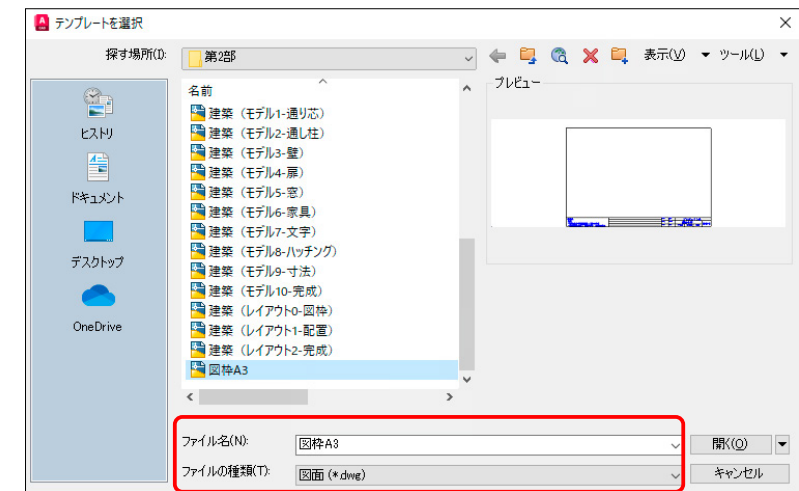 テンプレートを選択
探す場所(I):
第2部
表示(V)
ツール(L)
ヒストリ
ドキュメント
デスクトップ
OneDrive
名前
建築（モデル1-通り芯）
建築（モデル2-通し柱）
建築（モデル3-壁）
建築（モデル4-扉）
建築（モデル5-窓）
建築（モデル6-家具）
建築（モデル7-文字）
建築（モデル8-ハッチング）
建築（モデル9-寸法）
建築（モデル10-完成）
建築（レイアウト0-図枠）
建築（レイアウト1-配置）
建築（レイアウト2-完成）
図枠A3
プレビュー
ファイル名(N):
図枠A3
開く(O)
ファイルの種類(T):
図面 (*.dwg)
キャンセル